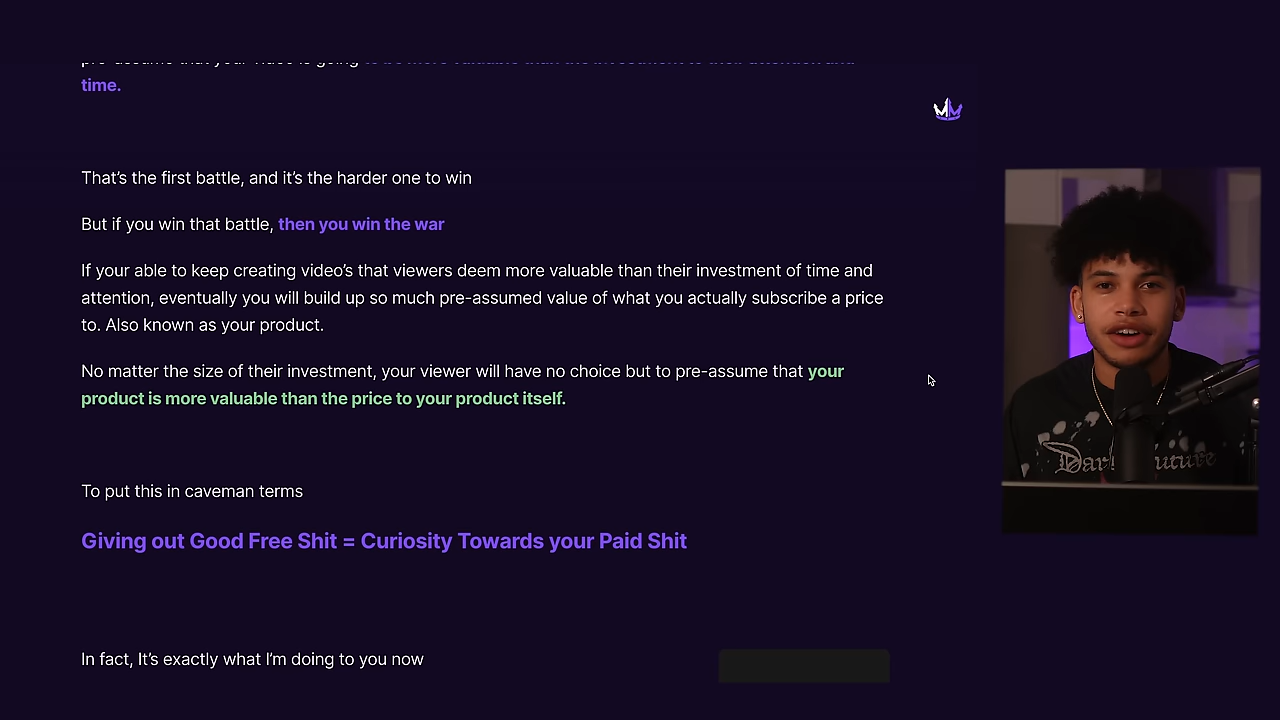 time.
That's the first battle, and it's the harder one to win
But if you win that battle, then you win the war
If your able to keep creating video's that viewers deem more valuable than their investment of time and
attention, eventually you will build up so much pre-assumed value of what you actually subscribe a price
to. Also known as your product.
No matter the size of their investment, your viewer will have no choice but to pre-assume that your
product is more valuable than the price to your product itself.
To put this in caveman terms
Giving out Good Free Shit = Curiosity Towards your Paid Shit
In fact, It's exactly what I'm doing to you now